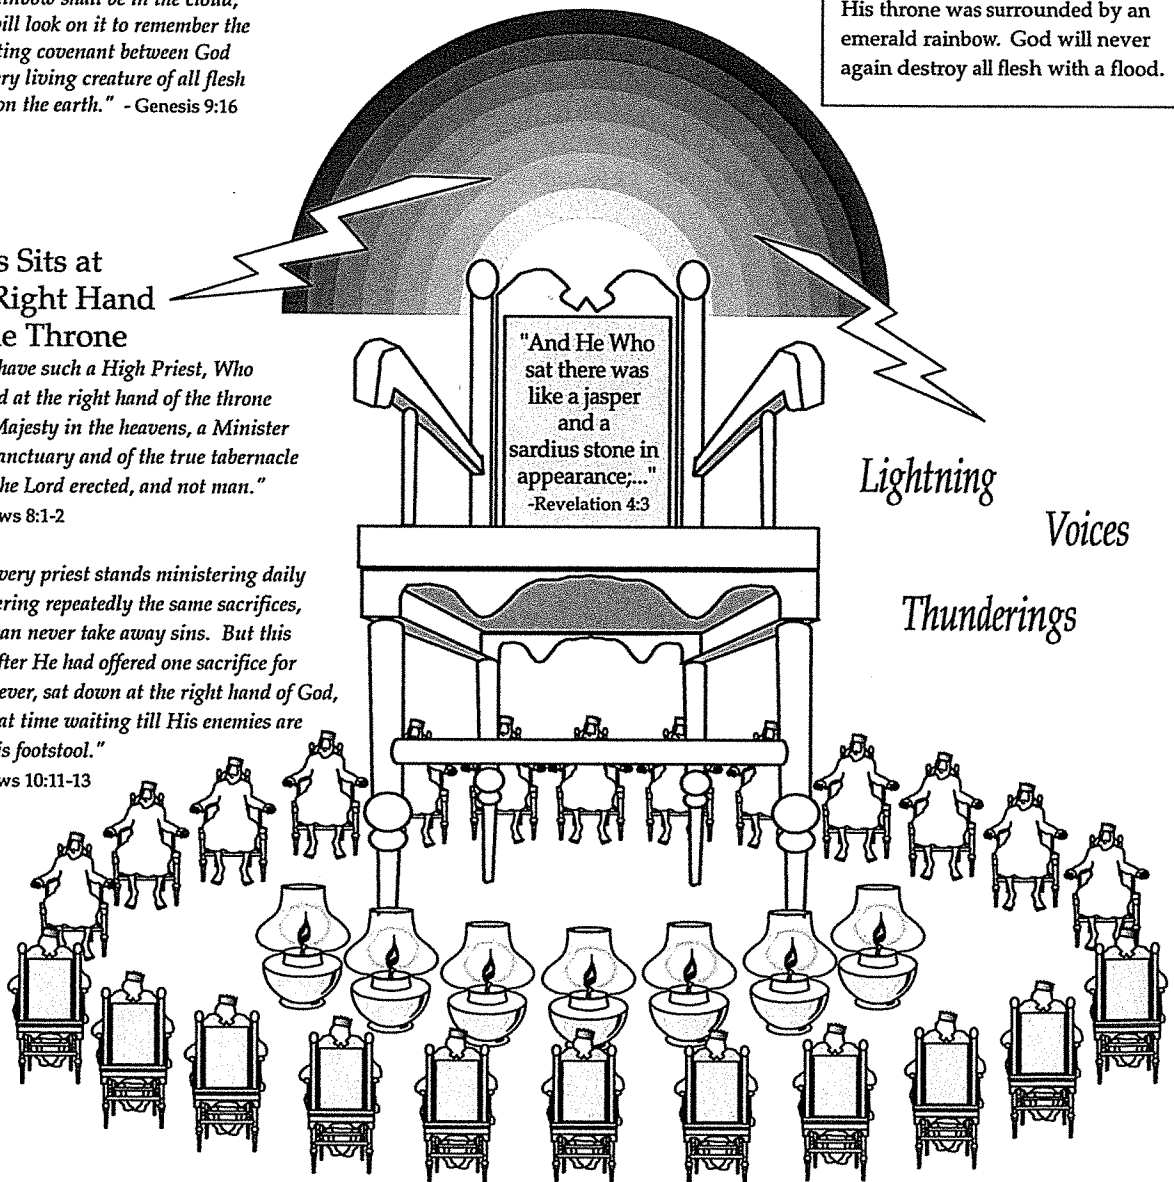 nbow shall be in the cloud,
ill look on it to remember the
ting covenant between God
ry living creature of all flesh
on the earth." - Genesis 9:16
His throne was surrounded by an
emerald rainbow. God will never
again destroy all flesh with a flood.
s Sits at
Right Hand
e Throne
have such a High Priest, Who
d at the right hand of the throne
Majesty in the heavens, a Minister
anctuary and of the true tabernacle
he Lord erected, and not man."
ws 8:1-2
very priest stands ministering daily
ering repeatedly the same sacrifices,
an never take away sins. But this
fter He had offered one sacrifice for
ever, sat down at the right hand of God,
at time waiting till His enemies are
is footstool."
ws 10:11-13
"And He Who
sat there was
like a jasper
and a
sardius stone in
appearance;..."
-Revelation 4:3
Lightning
Voices
Thunderings